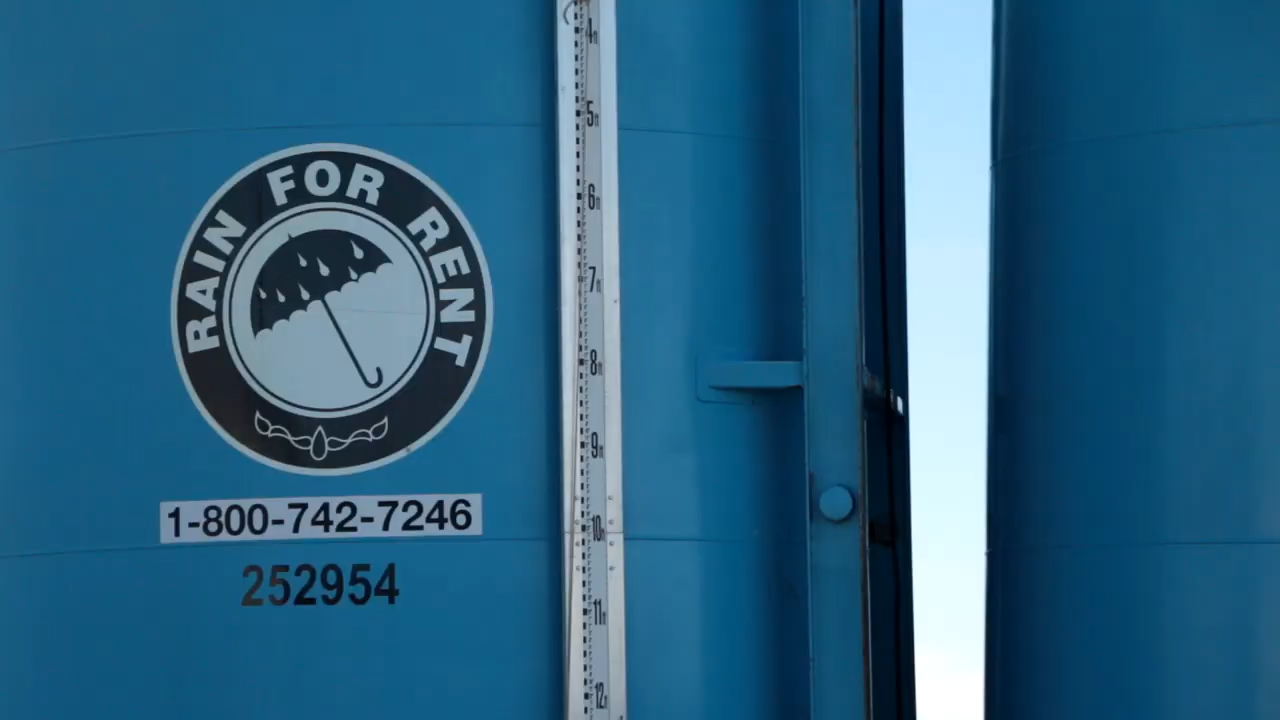 RAIN FOR RENT
1-800-742-7246
252954
4ft
5ft
6ft
7ft
8ft
9ft
10ft
11ft
12ft